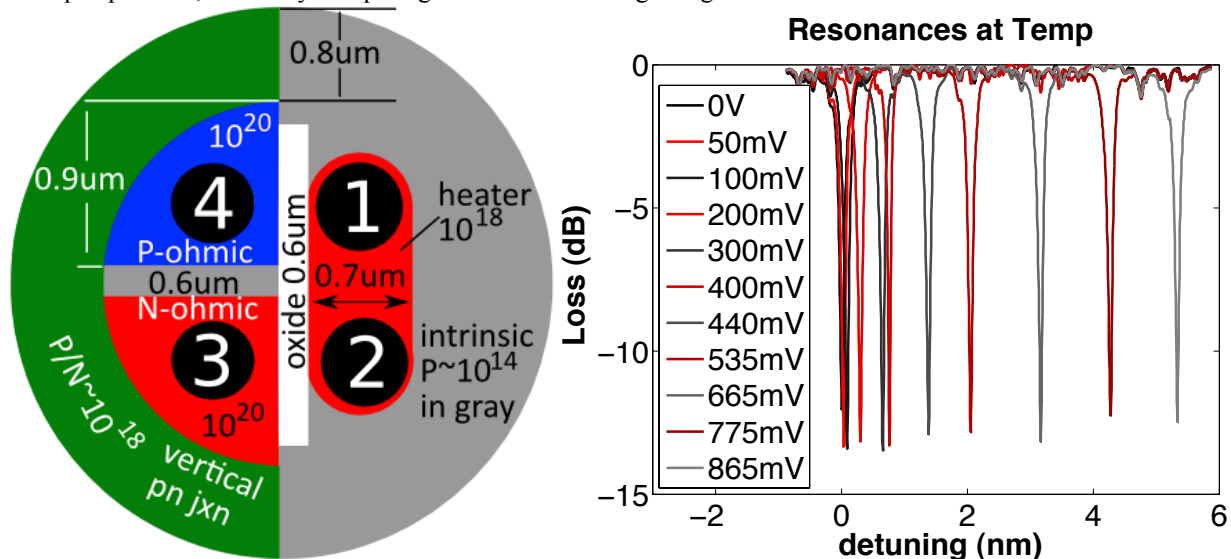 0.8um
10^20
0.9um
4
P-ohmic
0.6um
N-ohmic
3
10^20
P/N~10^18 vertical
pn jxn
oxide 0.6um
1
heater
10^18
0.7um
2
intrinsic
P~10^14
in gray
Resonances at Temp
Loss (dB)
0
−5
−10
−15
0V
50mV
100mV
200mV
300mV
400mV
440mV
535mV
665mV
775mV
865mV
−2
0
2
4
6
detuning (nm)